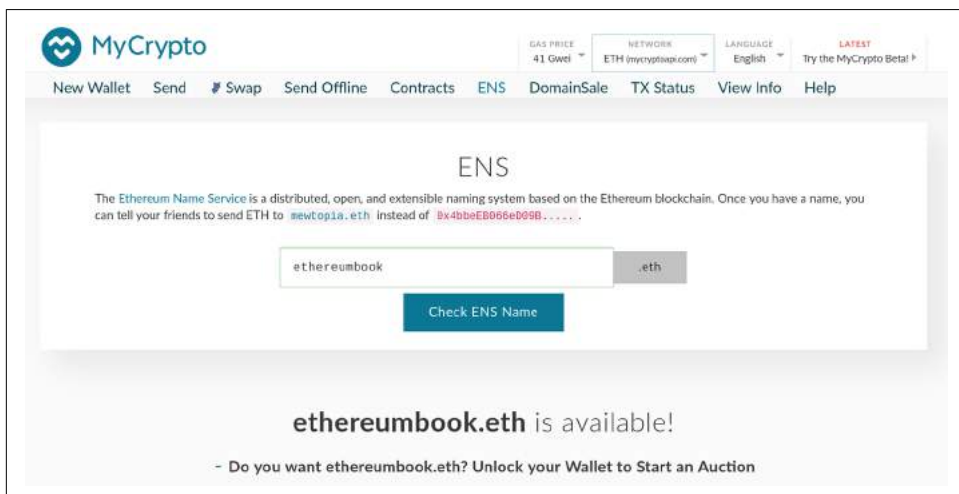 MyCrypto
GAS PRICE
41 Gwei
NETWORK
ETH (mycryptoapi.com)
LANGUAGE
English
LATEST
Try the MyCrypto Beta!
New Wallet Send Swap Send Offline Contracts ENS DomainSale TX Status View Info Help
ENS
The Ethereum Name Service is a distributed, open, and extensible naming system based on the Ethereum blockchain. Once you have a name, you
can tell your friends to send ETH to mewtopia.eth instead of 0x4bbeEB066eD09B..... .
ethereumbook .eth
Check ENS Name
ethereumbook.eth is available!
- Do you want ethereumbook.eth? Unlock your Wallet to Start an Auction